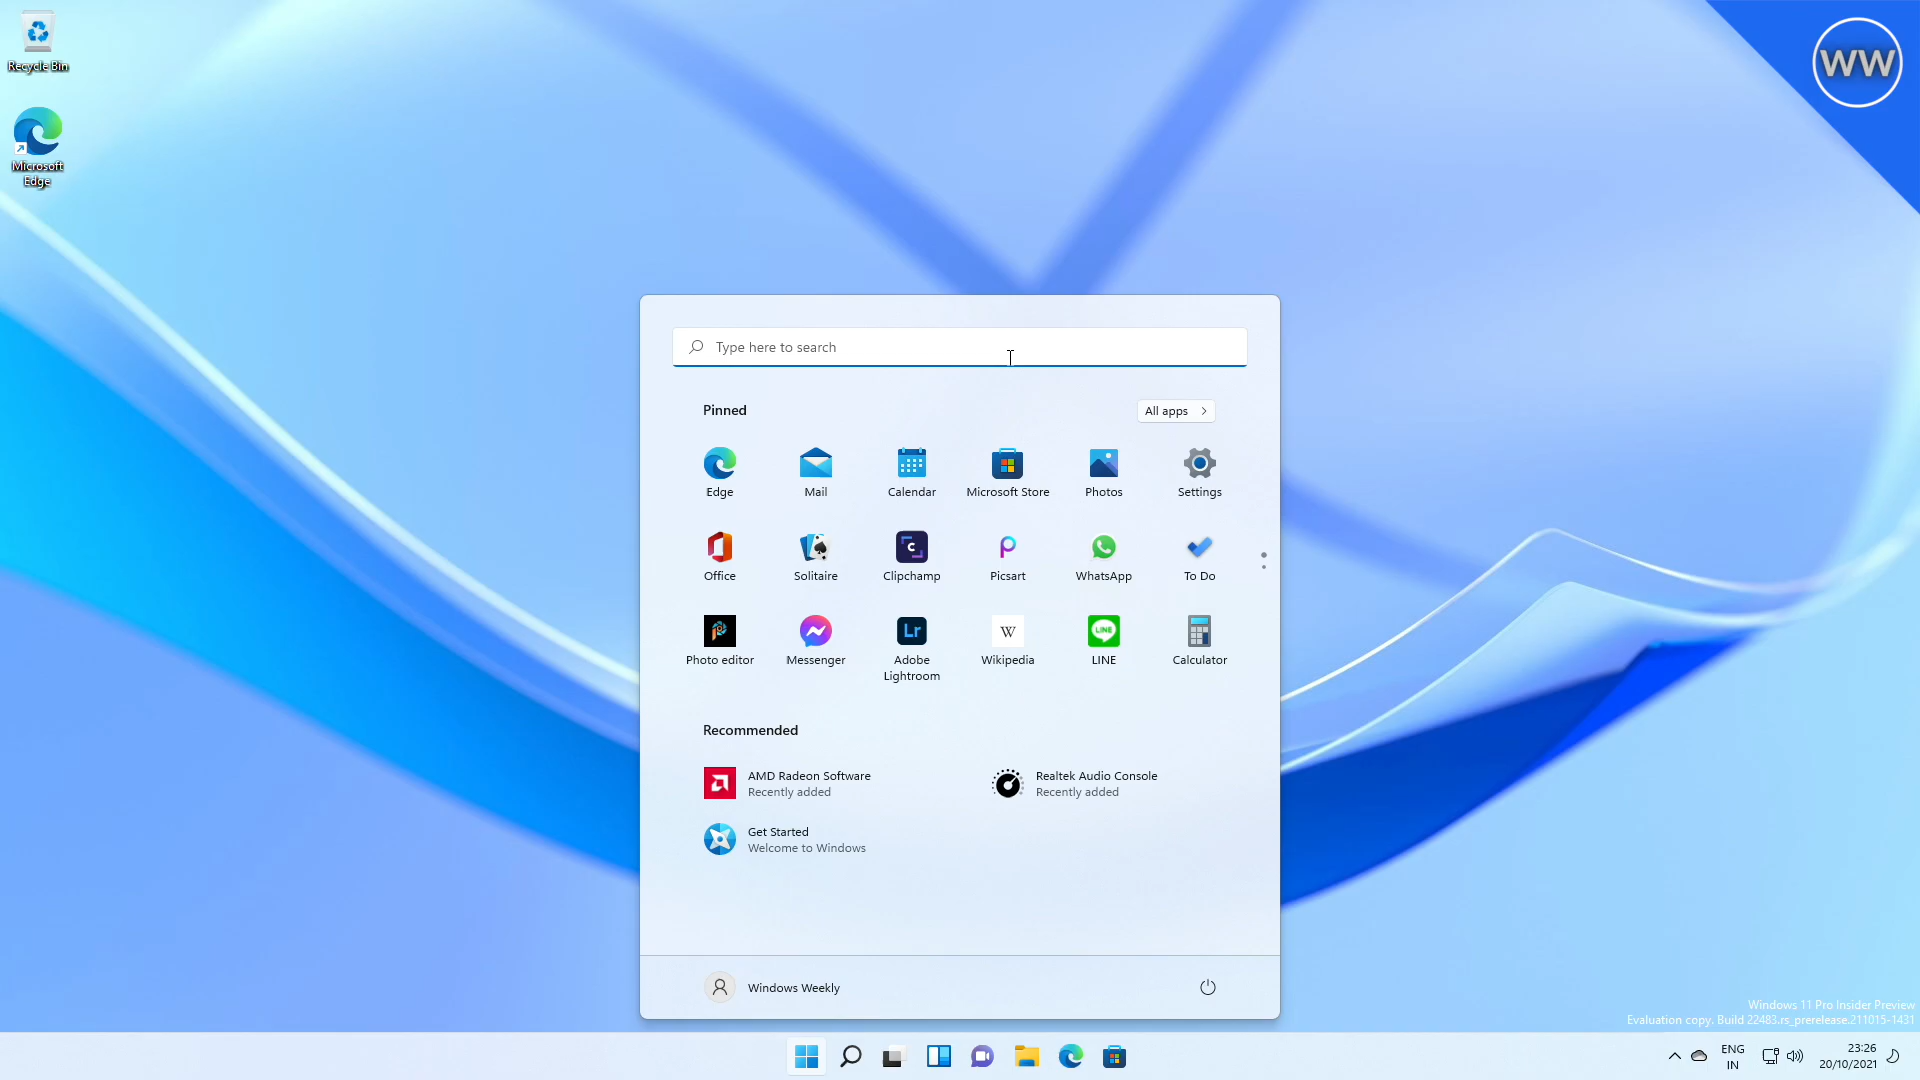 Recycle Bin
Microsoft
Edge
WW
Type here to search
Pinned
All apps
Edge
Mail
Calendar
Microsoft Store
Photos
Settings
Office
Solitaire
Clipchamp
Picsart
WhatsApp
To Do
Photo editor
Messenger
Adobe
Lightroom
Wikipedia
LINE
Calculator
C
Lr
W
LINE
Recommended
AMD Radeon Software
Recently added
Realtek Audio Console
Recently added
Get Started
Welcome to Windows
Windows Weekly
Windows 11 Pro Insider Preview
Evaluation copy. Build 22483.rs_prerelease.211015-1431
ENG
IN
23:26
20/10/2021